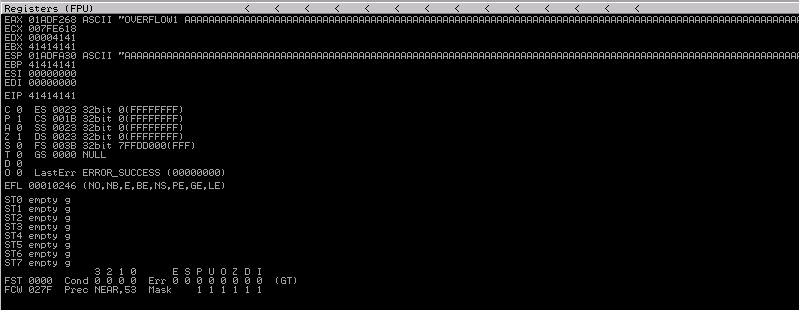 Registers (FPU) < < < < < < < < < < < < < <
EAX 01ADF268 ASCII "OVERFLOW1 AAAAAAAAAAAAAAAAAAAAAAAAAAAAAAAAAAAAAAAAAAAAAAAAAAAAAAAAAAAAAAAAAAAAAAAAAAAAAAAAAAAAAAAAAAAAAAA
ECX 007FE618
EDX 00004141
EBX 41414141
ESP 01ADFA30 ASCII "AAAAAAAAAAAAAAAAAAAAAAAAAAAAAAAAAAAAAAAAAAAAAAAAAAAAAAAAAAAAAAAAAAAAAAAAAAAAAAAAAAAAAAAAAAAAAAAAAAAAAAAAA
EBP 41414141
ESI 00000000
EDI 00000000
EIP 41414141
C 0 ES 0023 32bit 0(FFFFFFFF)
P 1 CS 001B 32bit 0(FFFFFFFF)
A 0 SS 0023 32bit 0(FFFFFFFF)
Z 1 DS 0023 32bit 0(FFFFFFFF)
S 0 FS 003B 32bit 7FFDD000(FFF)
T 0 GS 0000 NULL
D 0
O 0 LastErr ERROR_SUCCESS (00000000)
EFL 00010246 (NO,NB,E,BE,NS,PE,GE,LE)
ST0 empty g
ST1 empty g
ST2 empty g
ST3 empty g
ST4 empty g
ST5 empty g
ST6 empty g
ST7 empty g
3 2 1 0 E S P U O Z D I
FST 0000 Cond 0 0 0 0 Err 0 0 0 0 0 0 0 0 (GT)
FCW 027F Prec NEAR,53 Mask 1 1 1 1 1 1